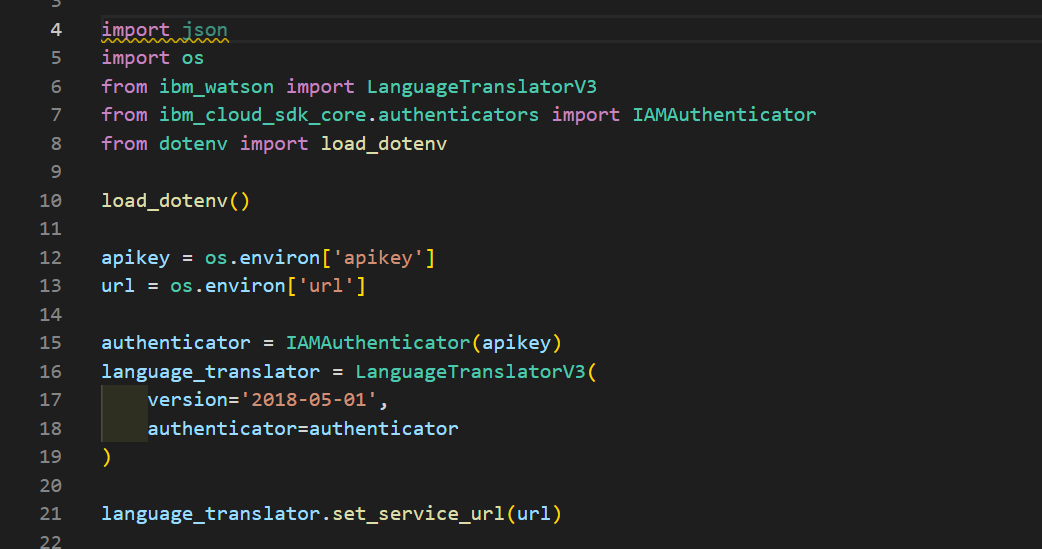 3
4 import json
5 import os
6 from ibm_watson import LanguageTranslatorV3
7 from ibm_cloud_sdk_core.authenticators import IAMAuthenticator
8 from dotenv import load_dotenv
9
10 load_dotenv()
11
12 apikey = os.environ['apikey']
13 url = os.environ['url']
14
15 authenticator = IAMAuthenticator(apikey)
16 language_translator = LanguageTranslatorV3(
17     version='2018-05-01',
18     authenticator=authenticator
19 )
20
21 language_translator.set_service_url(url)
22